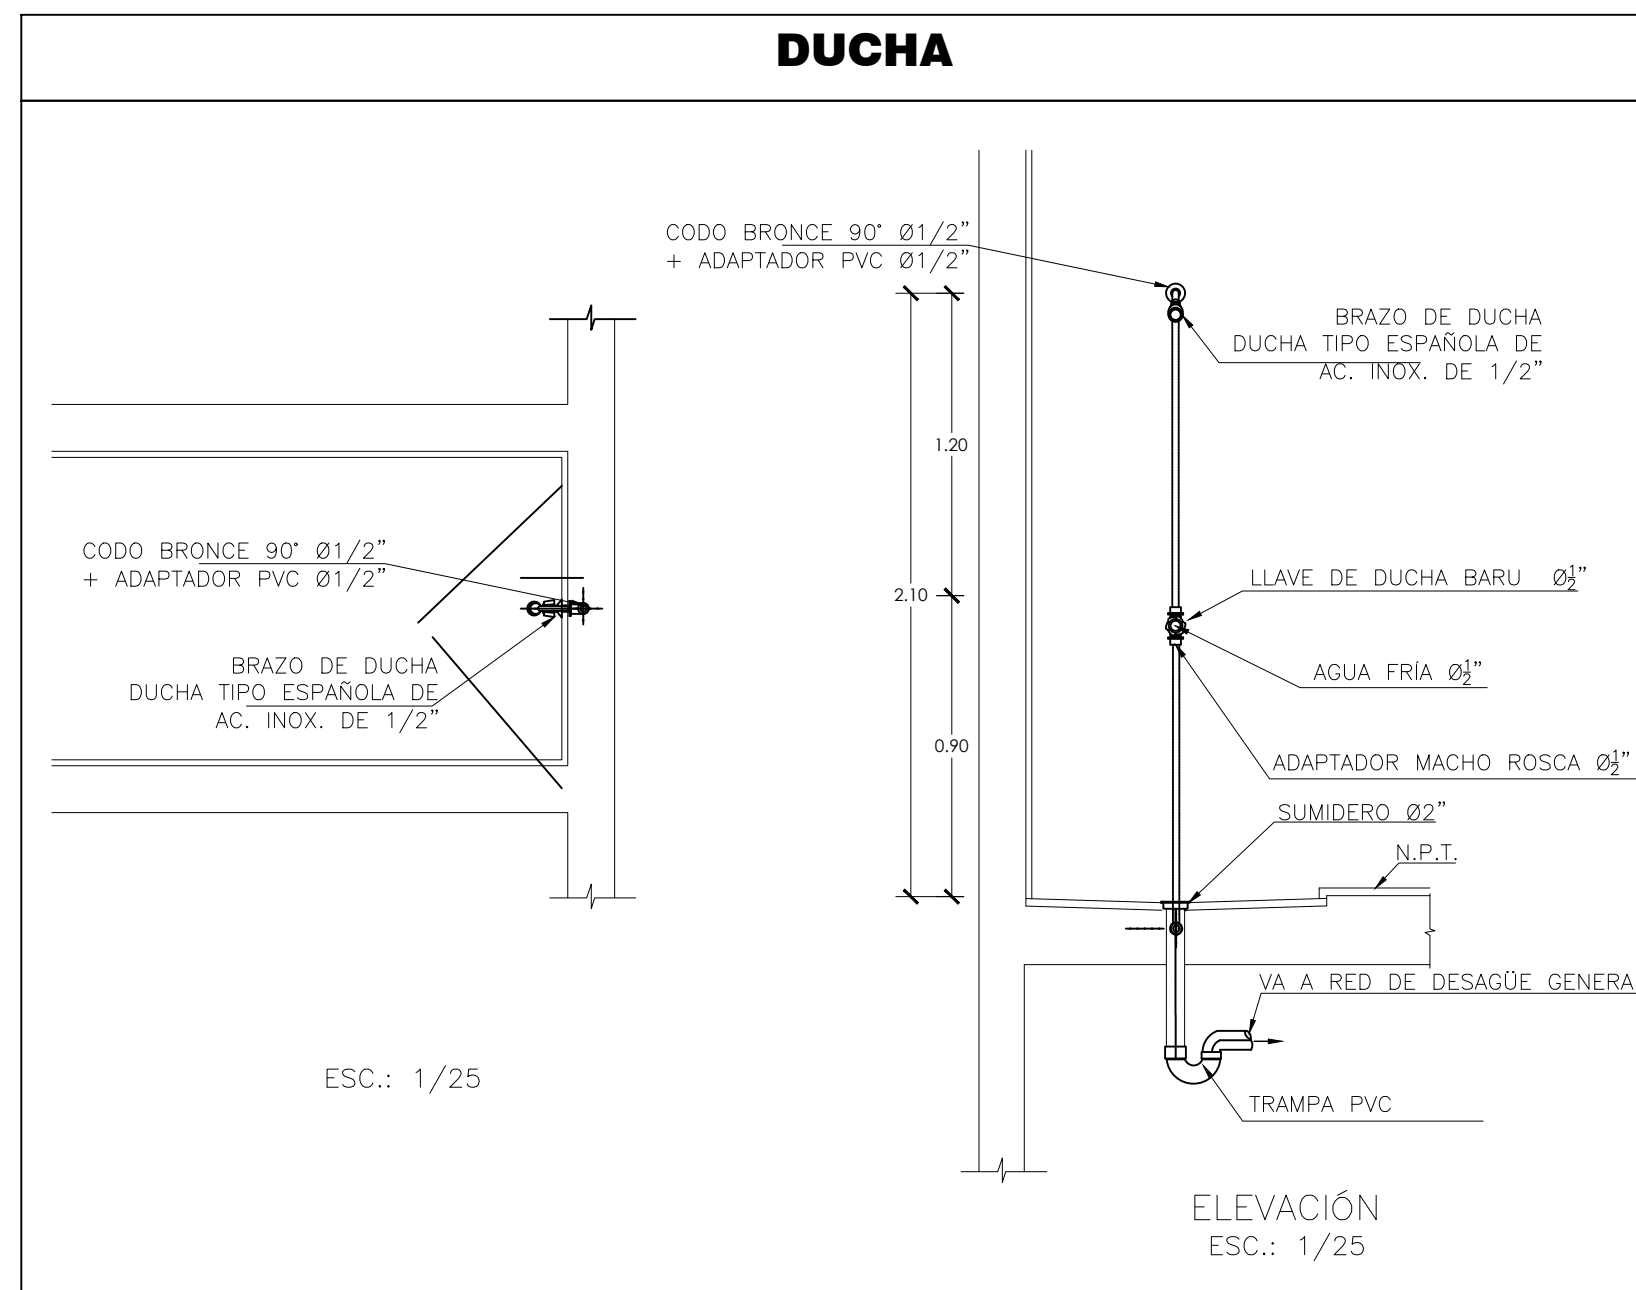 DUCHA
CODO BRONCE 90° Ø1/2"
+ ADAPTADOR PVC Ø1/2"
BRAZO DE DUCHA
DUCHA TIPO ESPAÑOLA DE
AC. INOX. DE 1/2"
ESC.: 1/25
CODO BRONCE 90° Ø1/2"
+ ADAPTADOR PVC Ø1/2"
BRAZO DE DUCHA
DUCHA TIPO ESPAÑOLA DE
AC. INOX. DE 1/2"
1.20
2.10
0.90
LLAVE DE DUCHA BARU Ø½"
AGUA FRÍA Ø½"
ADAPTADOR MACHO ROSCA Ø½"
SUMIDERO Ø2"
N.P.T.
VA A RED DE DESAGÜE GENERA
TRAMPA PVC
ELEVACIÓN
ESC.: 1/25